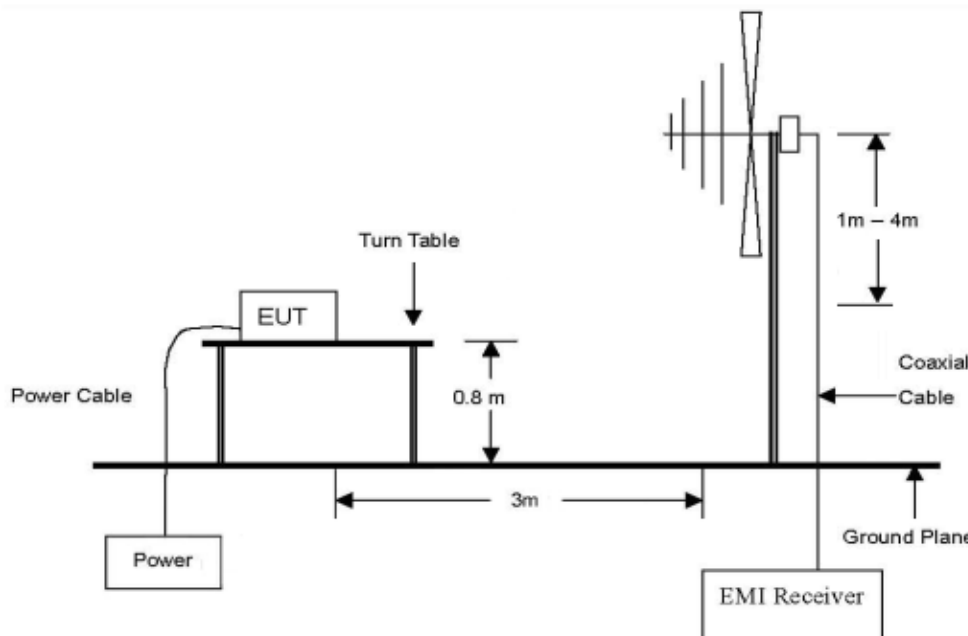 1m – 4m
Turn Table
EUT
Coaxial
Cable
Power Cable
0.8 m
3m
Ground Plane
Power
EMI Receiver